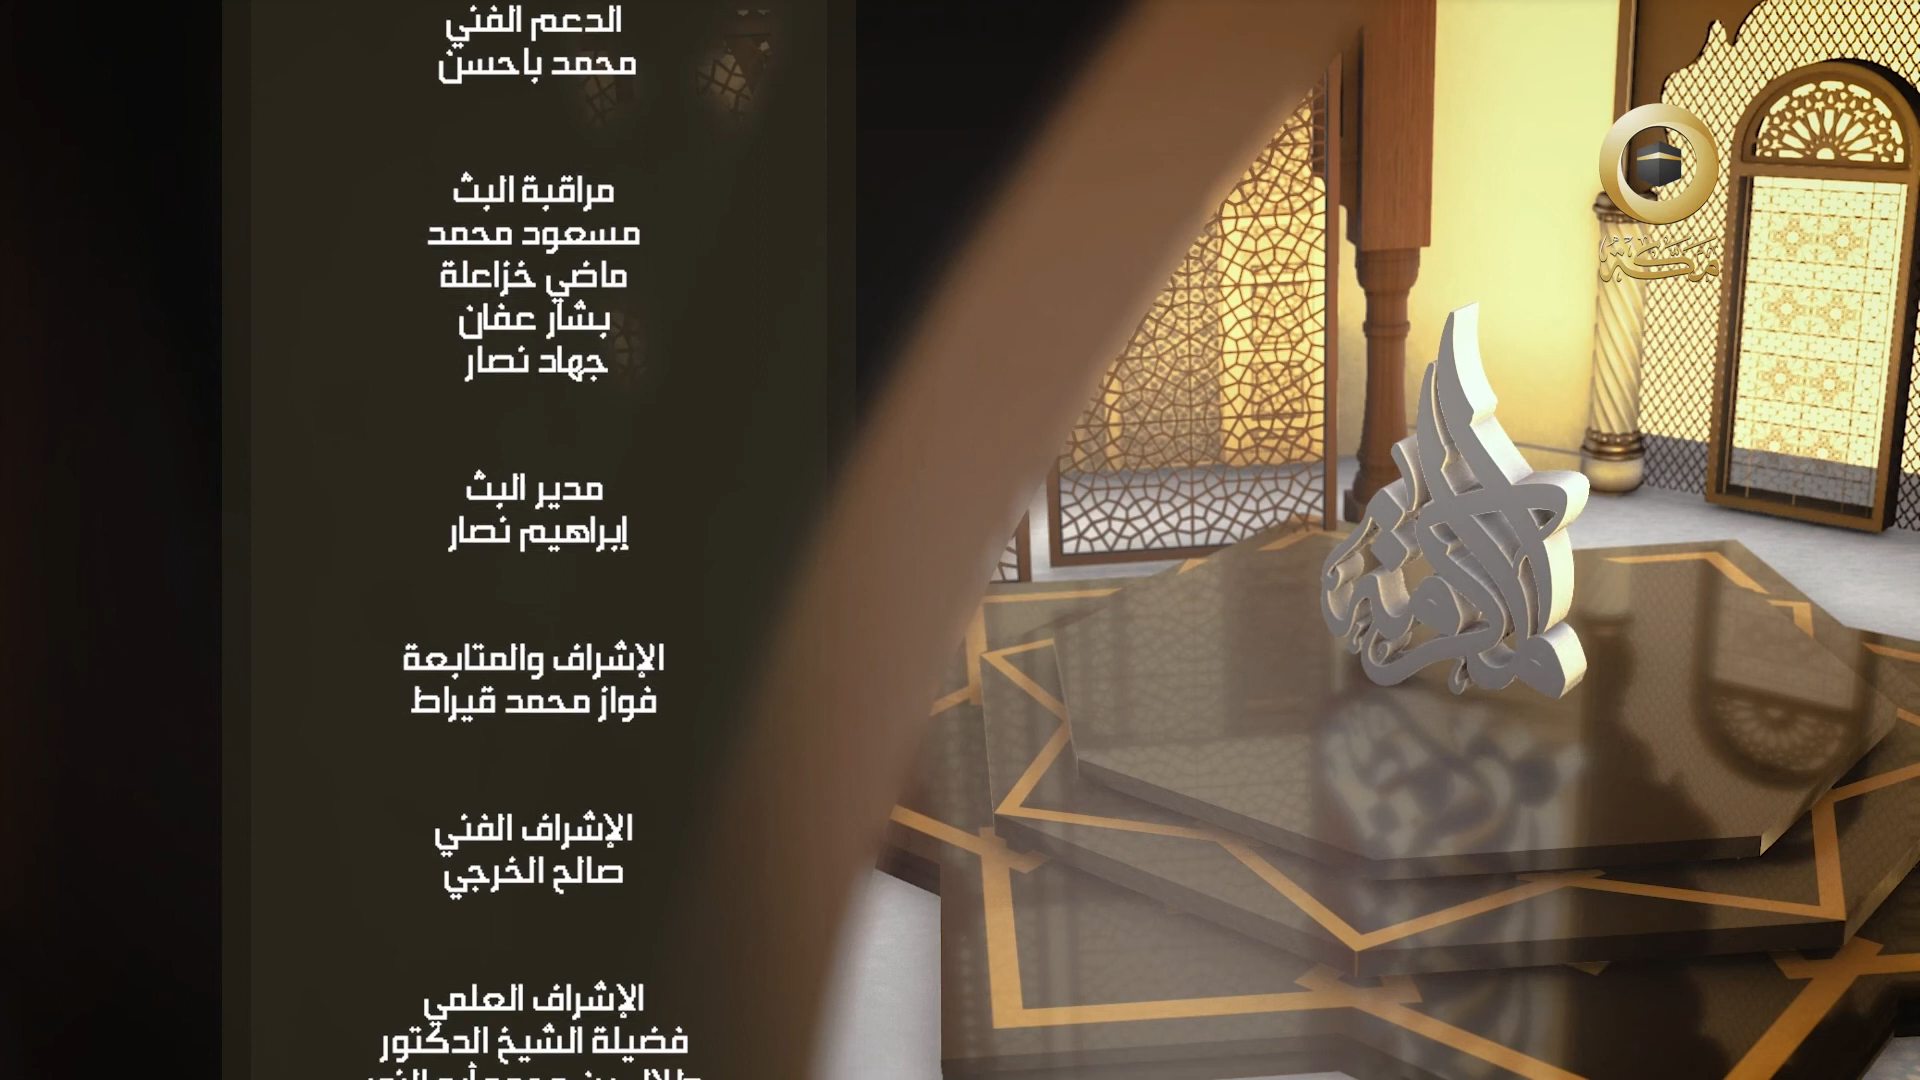 الدعم الفني
محمد باحسن
مراقبة البث
مسعود محمد
ماضي خزاعلة
بشار عفان
جهاد نصار
مدير البث
إبراهيم نصار
الإشراف والمتابعة
فواز محمد قيراط
الإشراف الفني
صالح الخرجي
الإشراف العلمي
فضيلة الشيخ الدكتور
مكة